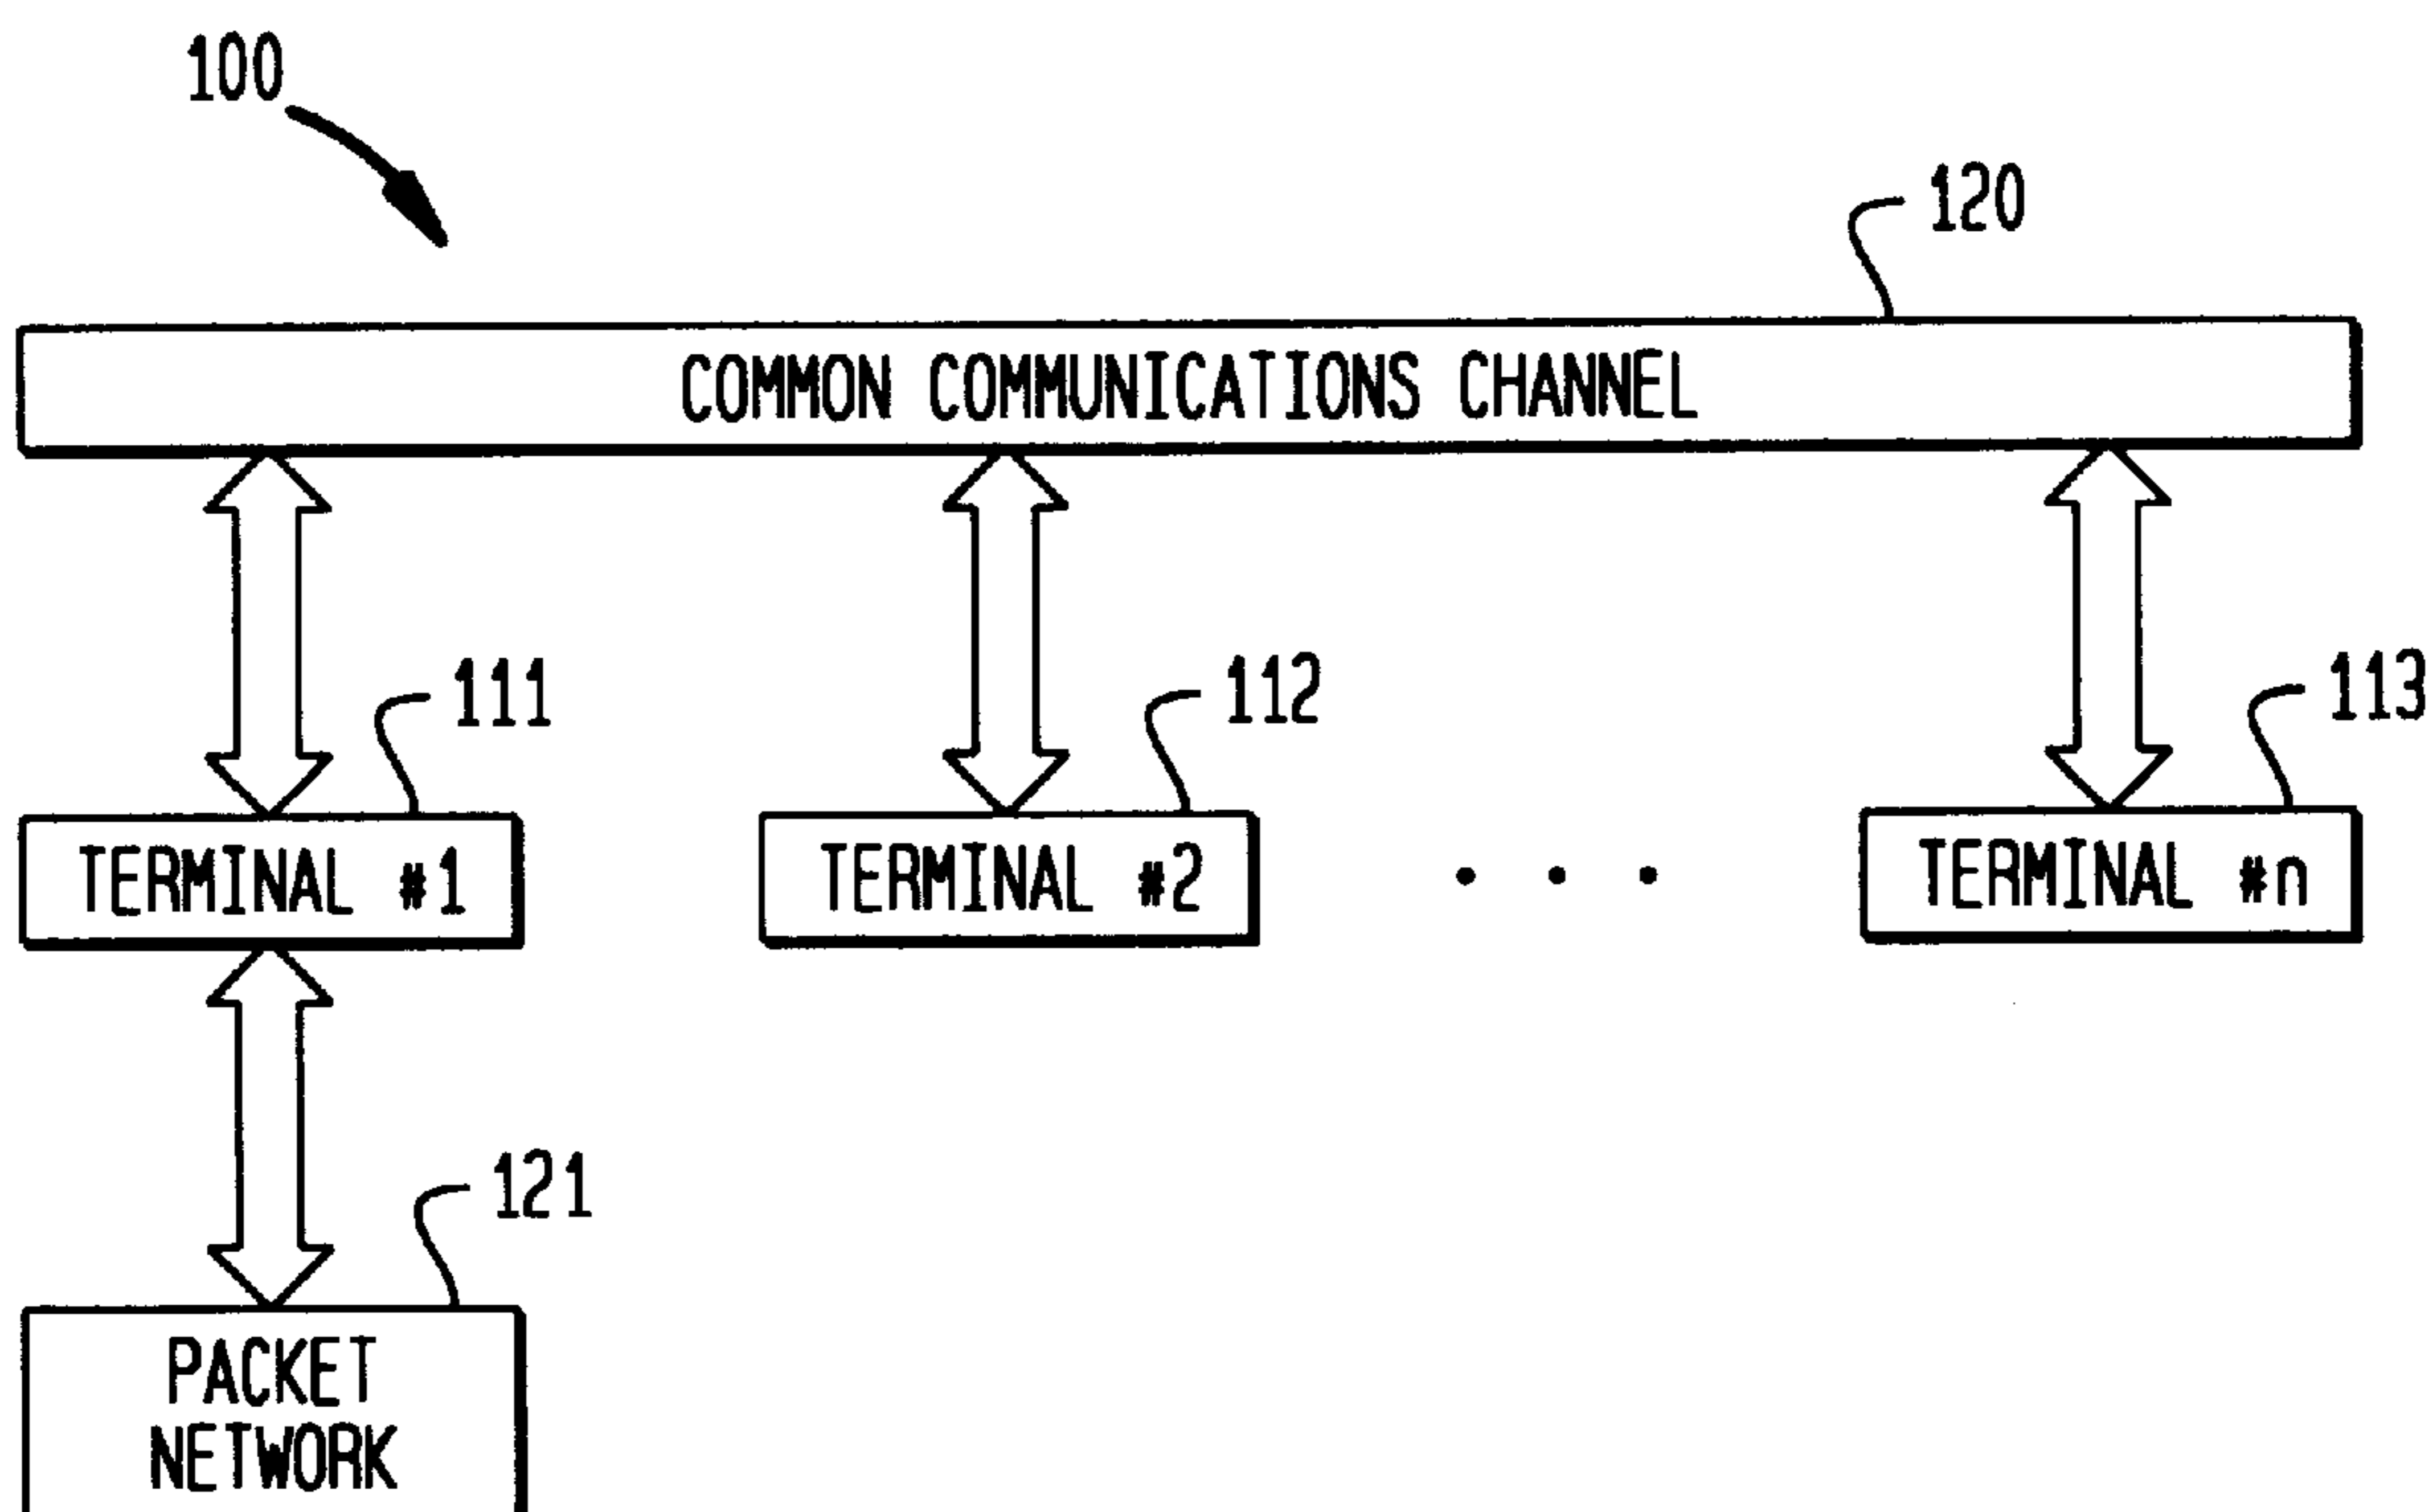 100
120
COMMON COMMUNICATIONS CHANNEL
111
112
113
TERMINAL #1
TERMINAL #2
TERMINAL #n
121
PACKET
NETWORK